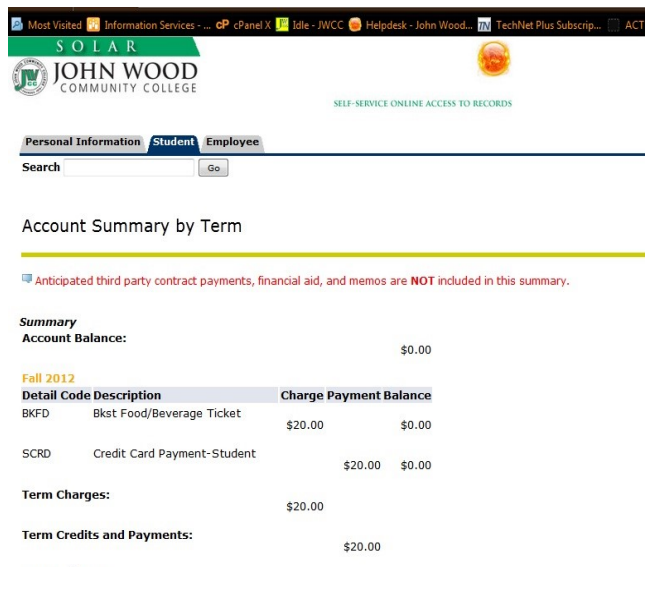 Most Visited Information Services - ... cP cPanel X Idle - JWCC Helpdesk - John Wood... TN TechNet Plus Subscrip... ACT
SOLAR
JOHN WOOD
COMMUNITY COLLEGE
SELF-SERVICE ONLINE ACCESS TO RECORDS
Personal Information Student Employee
Search Go
Account Summary by Term
Anticipated third party contract payments, financial aid, and memos are NOT included in this summary.
Summary
Account Balance:
$0.00
Fall 2012
Detail Code Description Charge Payment Balance
BKFD Bkst Food/Beverage Ticket
$20.00 $0.00
SCRD Credit Card Payment-Student
$20.00 $0.00
Term Charges:
$20.00
Term Credits and Payments:
$20.00